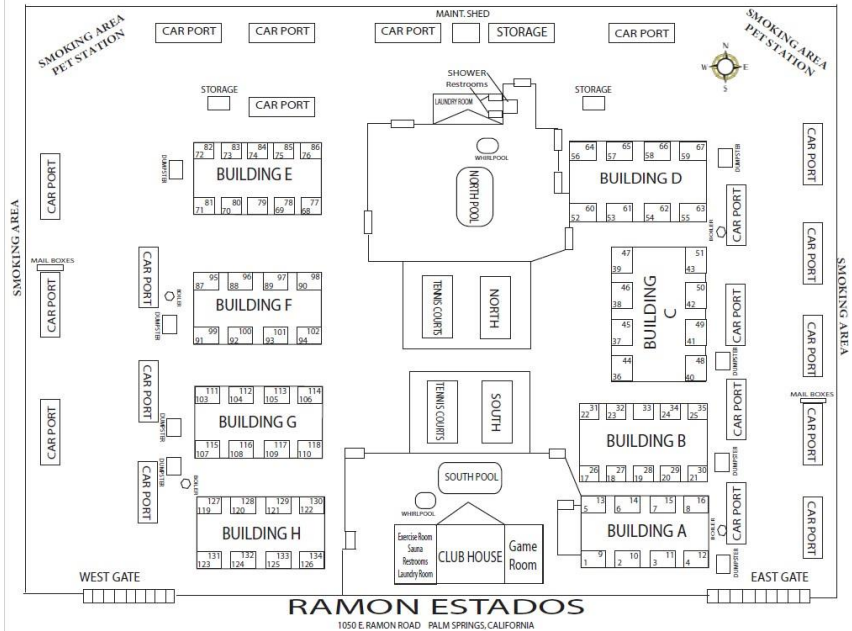 MAINT. SHED
CAR PORT
CAR PORT
CAR PORT
STORAGE
CAR PORT
SMOKING AREA
PET STATION
SMOKING AREA
PET STATION
N
W E
S
SHOWER
Restrooms
LAUNDRY ROOM
STORAGE
CAR PORT
STORAGE
WHIRLPOOL
NORTH POOL
DUMPSTER
82 83 84 85 86
72 73 74 75 76
BUILDING E
81 80 79 78 77
71 70 69 68
64 65 66 67
56 57 58 59
BUILDING D
60 61 62 63
52 53 54 55
DUMPSTER
BOILER
CAR PORT
CAR PORT
CAR PORT
CAR PORT
SMOKING AREA
MAIL BOXES
CAR PORT
CAR PORT
BOILER
DUMPSTER
95 96 97 98
87 88 89 90
BUILDING F
99 100 101 102
91 92 93 94
TENNIS COURTS
NORTH
47 51
39 43
46 50
38 42
BUILDING
C
45 49
37 41
44 48
36 40
CAR PORT
DUMPSTER
CAR PORT
SMOKING AREA
CAR PORT
CAR PORT
DUMPSTER
111 112 113 114
103 104 105 106
BUILDING G
115 116 117 118
107 108 109 110
TENNIS COURTS
SOUTH
31 32 33 34 35
22 23 24 25
BUILDING B
26 27 28 29 30
17 18 19 20 21
CAR PORT
DUMPSTER
MAIL BOXES
CAR PORT
CAR PORT
DUMPSTER
BOILER
127 128 129 130
119 120 121 122
BUILDING H
131 132 133 134
123 124 125 126
SOUTH POOL
WHIRLPOOL
Exercise Room
Sauna
Restrooms
Laundry Room
CLUB HOUSE
Game
Room
13 14 15 16
5 6 7 8
BUILDING A
9 10 11 12
1 2 3 4
BOILER
CAR PORT
DUMPSTER
CAR PORT
WEST GATE
EAST GATE
RAMON ESTADOS
1050 E. RAMON ROAD PALM SPRINGS, CALIFORNIA